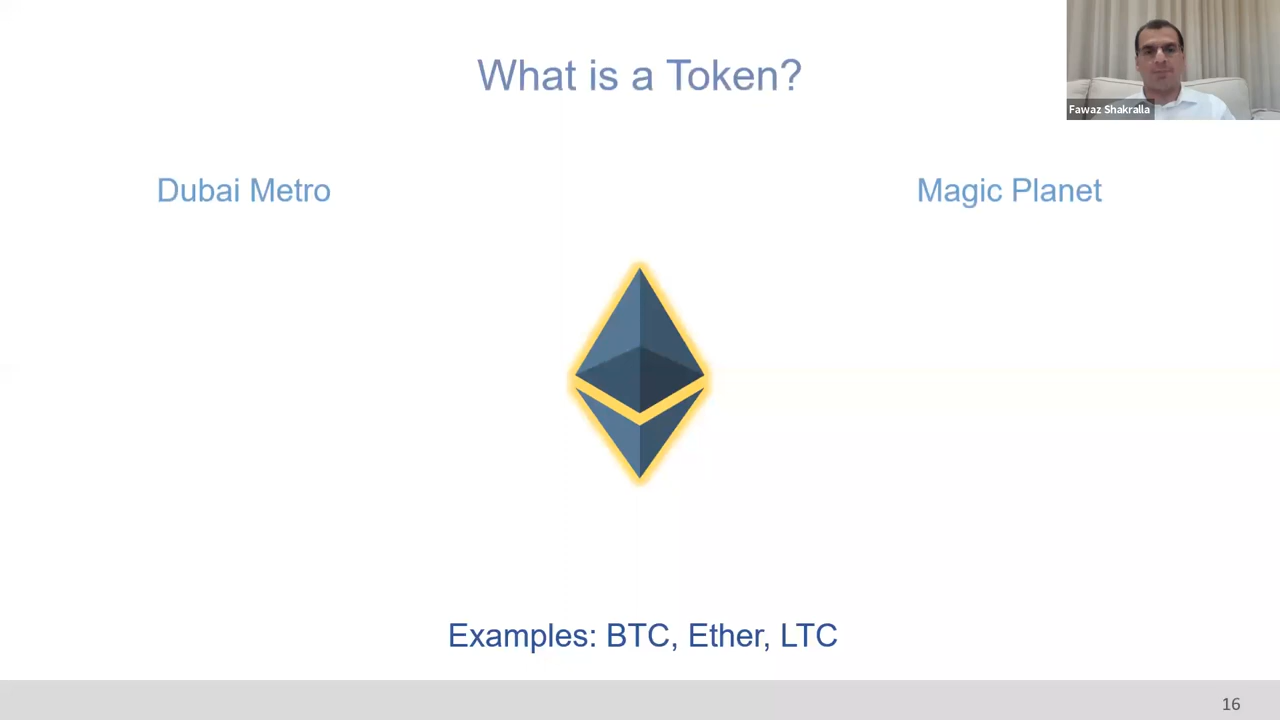 What is a Token?
Fawaz Shakralla
Dubai Metro
Magic Planet
Examples: BTC, Ether, LTC
16